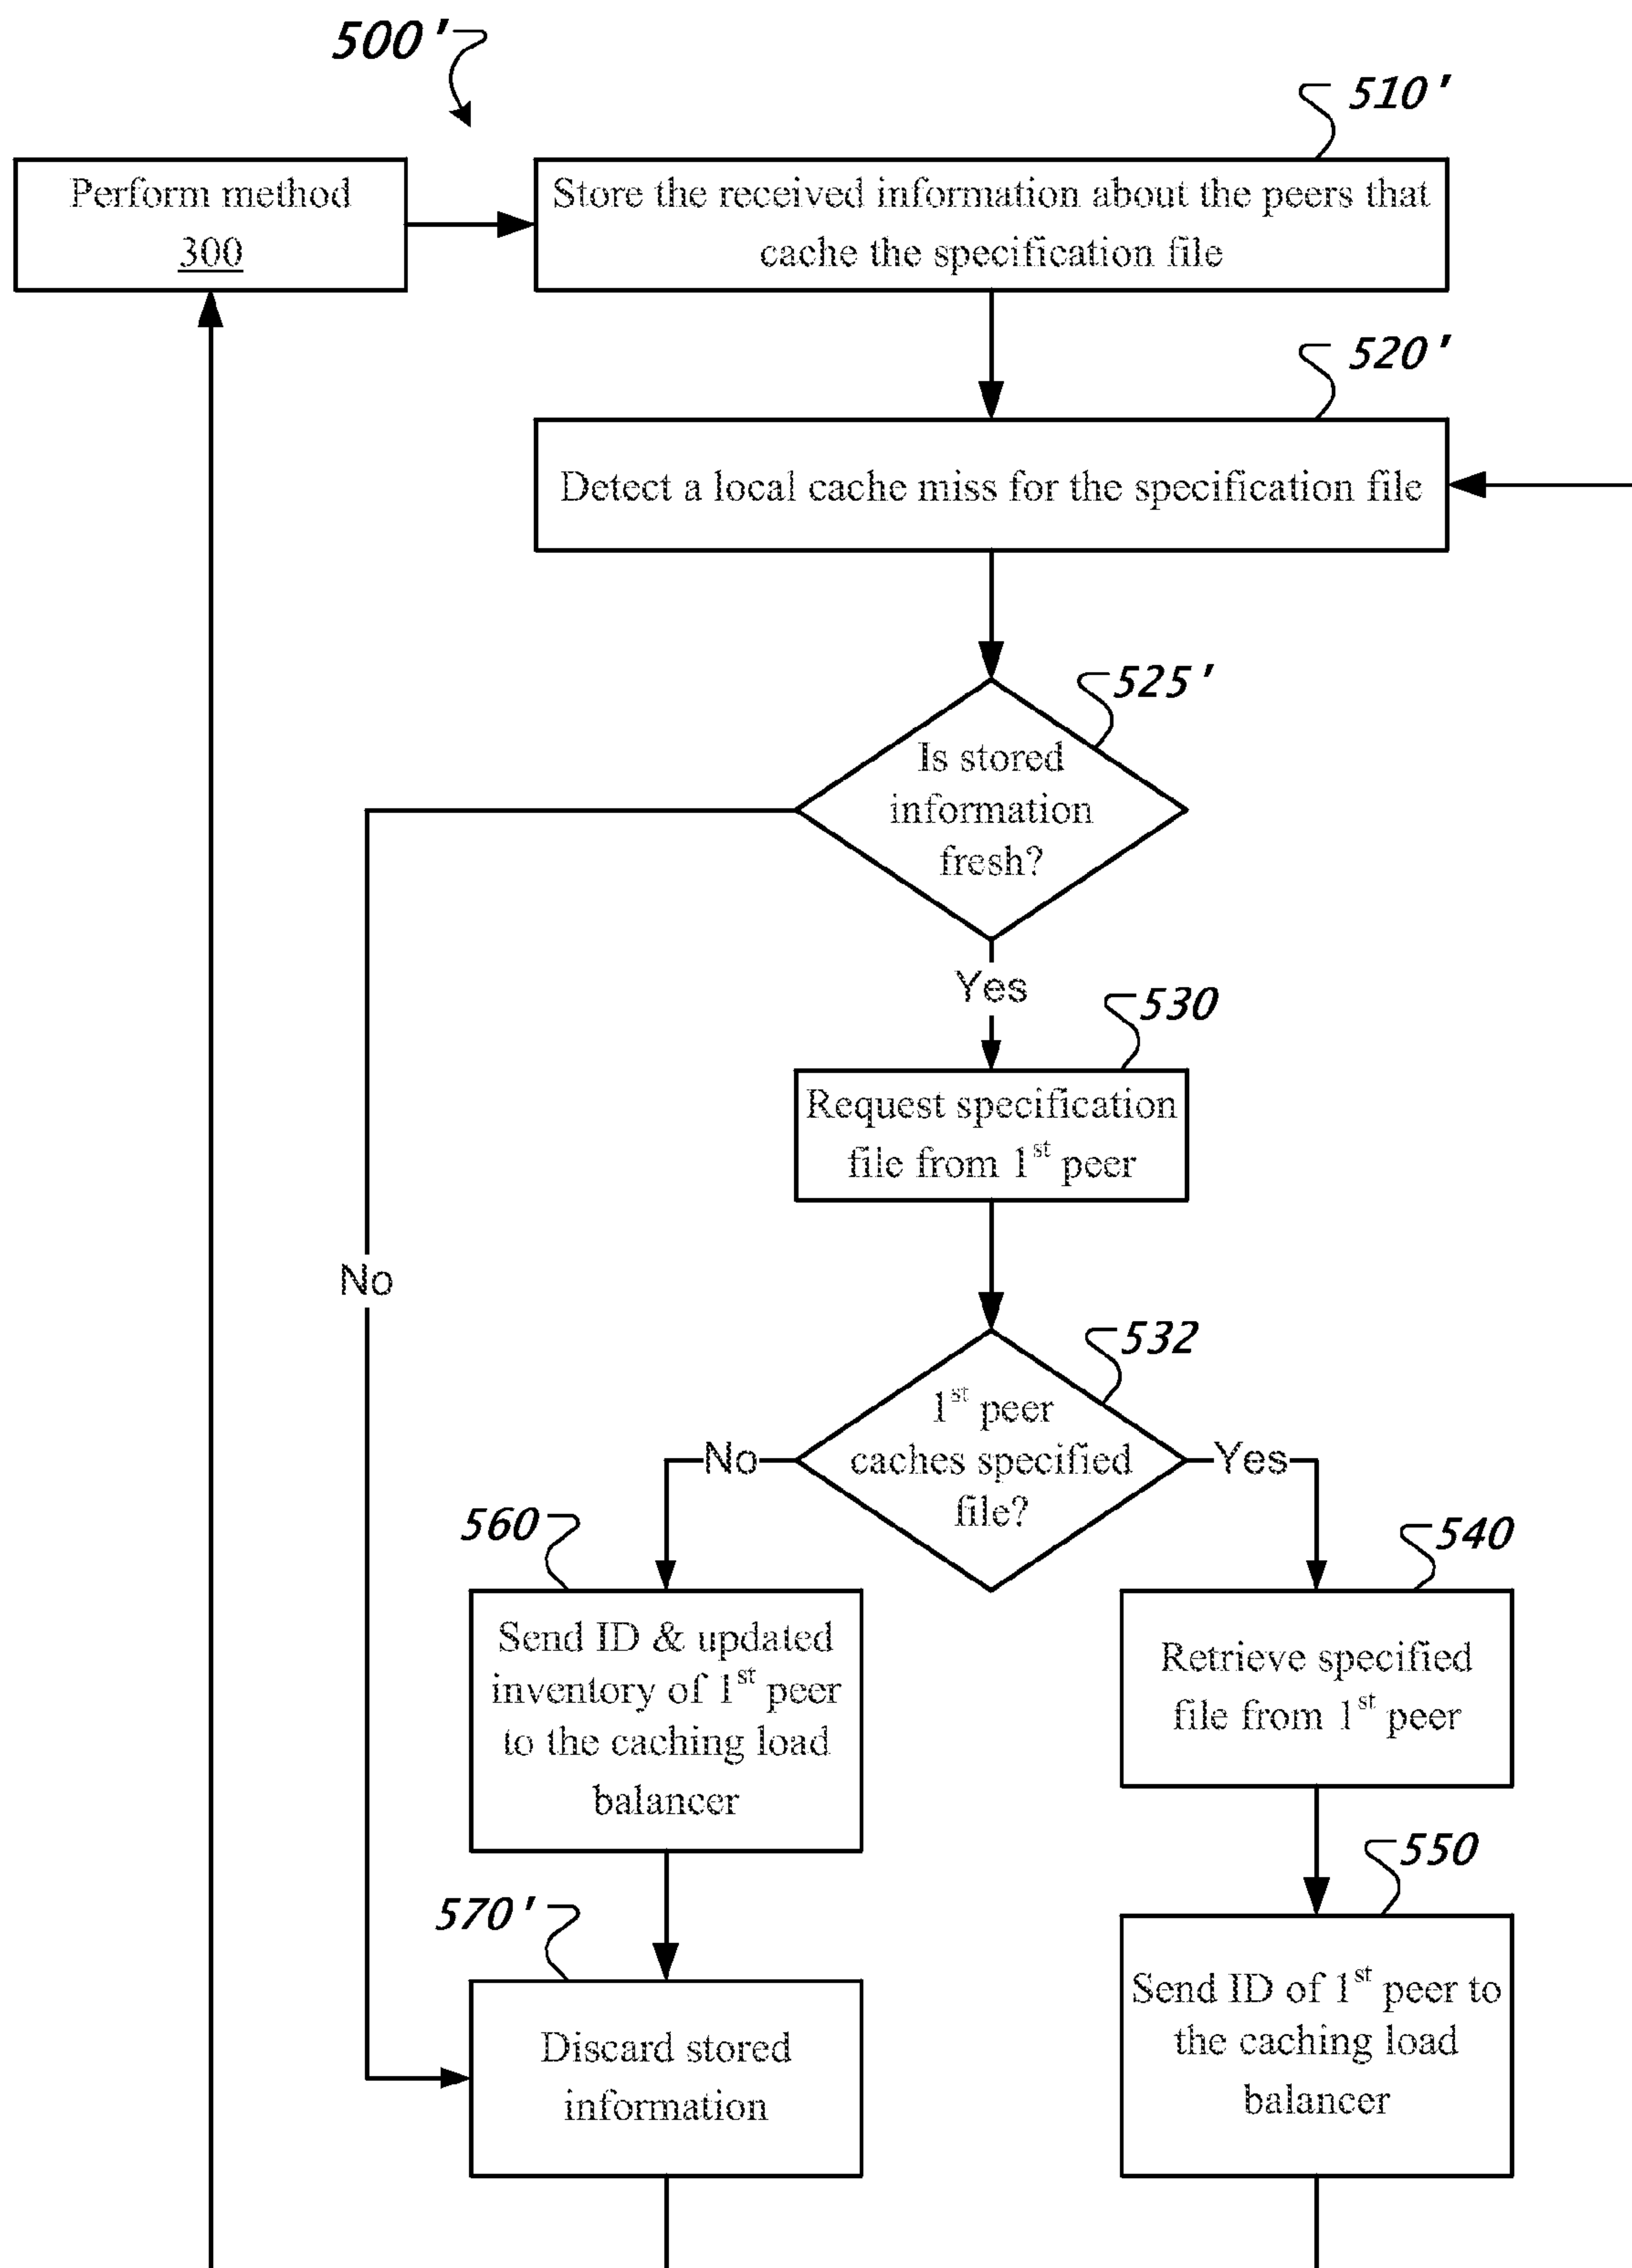 500'
510'
Perform method
300
Store the received information about the peers that
cache the specification file
520'
Detect a local cache miss for the specification file
525'
Is stored
information
fresh?
Yes
530
Request specification
file from 1st peer
No
532
1st peer
caches specified
file?
No
Yes
560
540
Send ID & updated
inventory of 1st peer
to the caching load
balancer
Retrieve specified
file from 1st peer
550
570'
Send ID of 1st peer to
the caching load
balancer
Discard stored
information